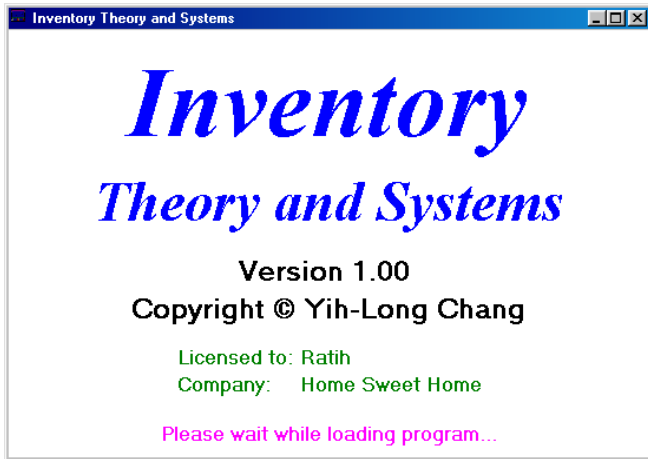 Inventory Theory and Systems
Inventory
Theory and Systems
Version 1.00
Copyright © Yih-Long Chang
Licensed to: Ratih
Company: Home Sweet Home
Please wait while loading program...